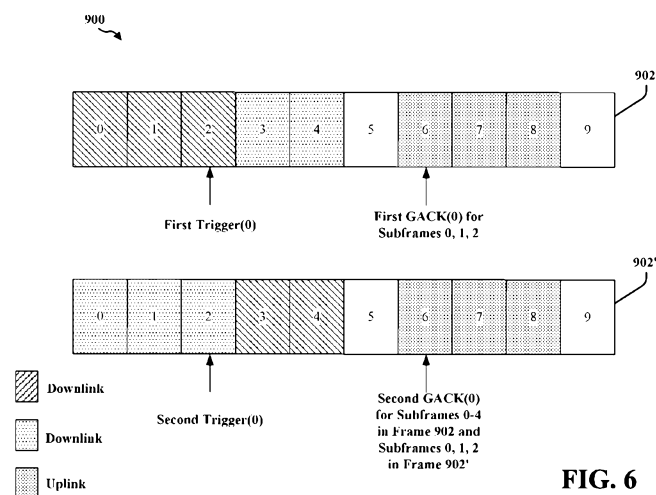 900
902
0 1 2 3 4 5 6 7 8 9
First Trigger(0)
First GACK(0) for
Subframes 0, 1, 2
902'
0 1 2 3 4 5 6 7 8 9
Second Trigger(0)
Second GACK(0)
for Subframes 0-4
in Frame 902 and
Subframes 0, 1, 2
in Frame 902'
Downlink
Downlink
Uplink
FIG. 6